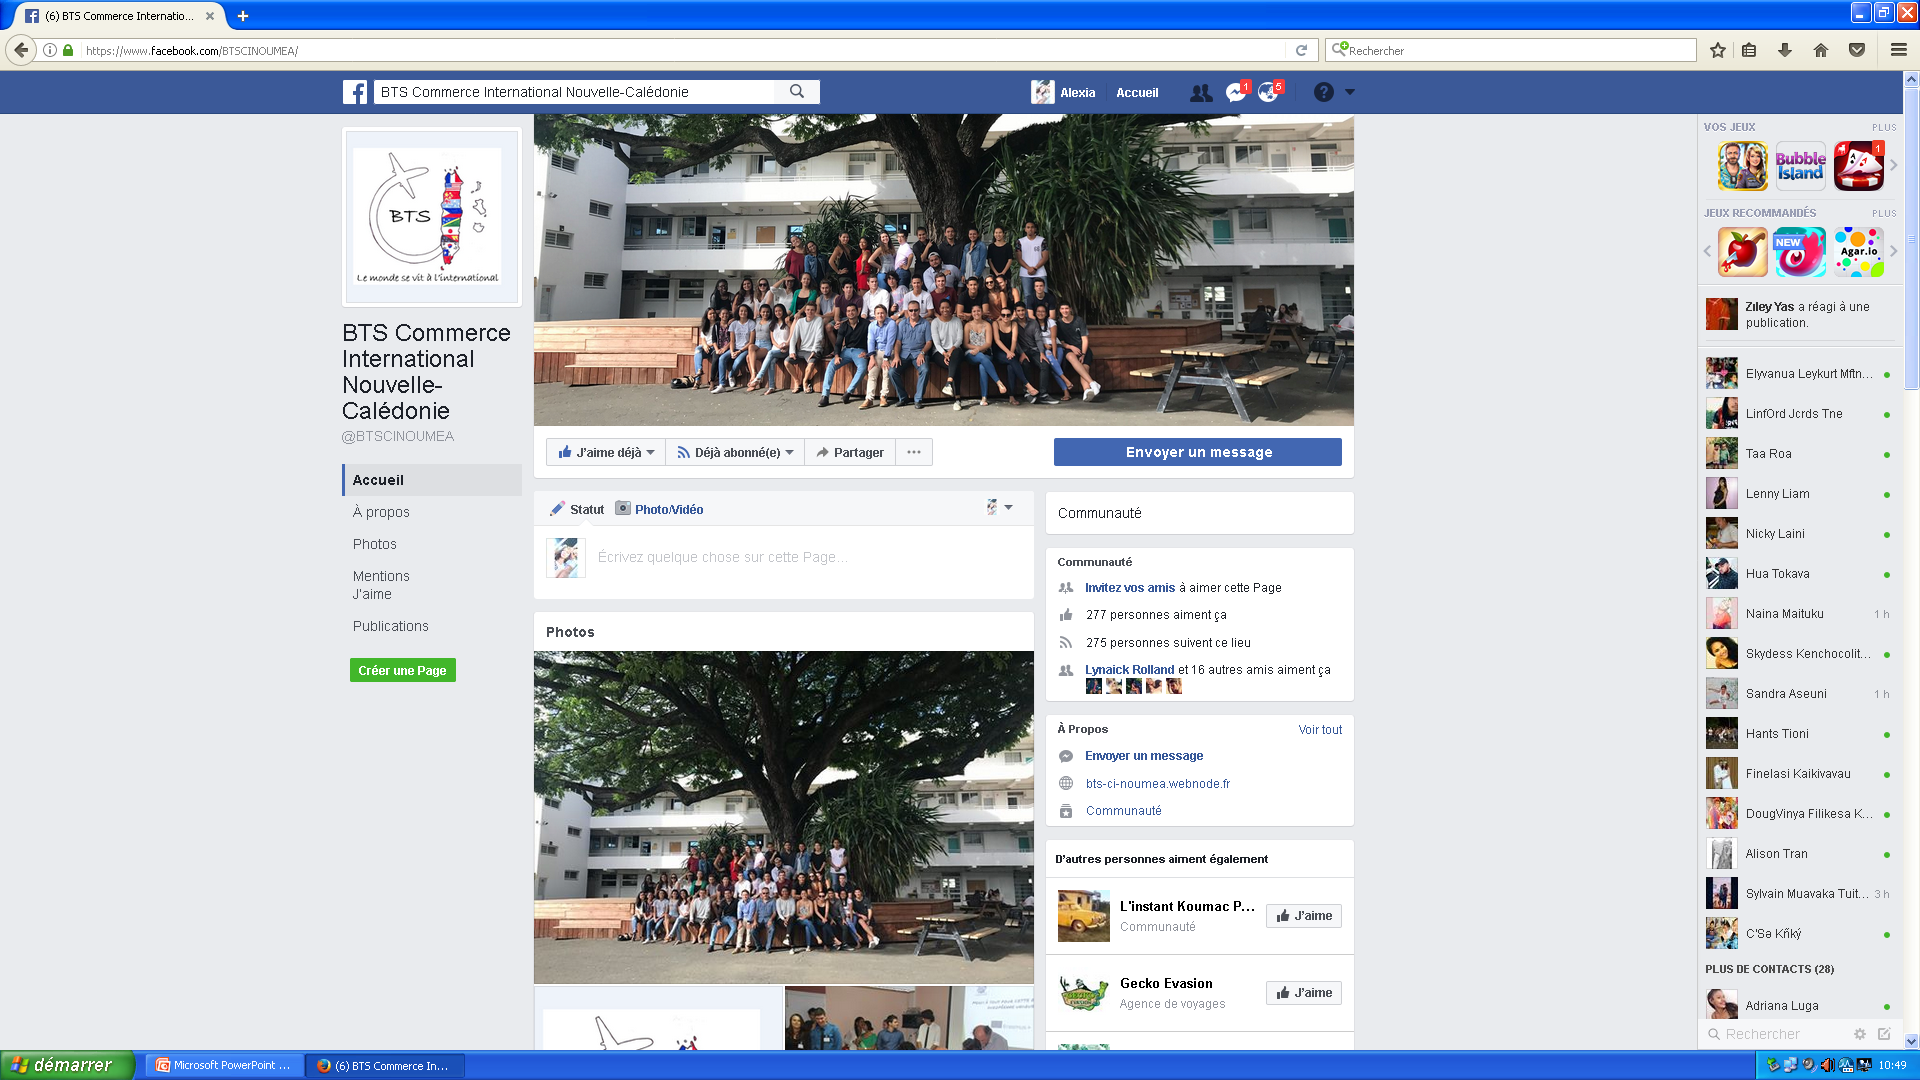 (6) BTS Commerce Internatio...
https://www.facebook.com/BTSCINOUMEA/
Rechercher
BTS Commerce International Nouvelle-Calédonie
Alexia
Accueil
1
5
BTS
Le monde se vit à l'international
BTS Commerce
International
Nouvelle-
Calédonie
@BTSCINOUMEA
Accueil
À propos
Photos
Mentions
J'aime
Publications
Créer une Page
J'aime déjà
Déjà abonné(e)
Partager
...
Envoyer un message
Statut
Photo/Vidéo
Écrivez quelque chose sur cette Page...
Photos
Communauté
Communauté
Invitez vos amis à aimer cette Page
277 personnes aiment ça
275 personnes suivent ce lieu
Lynaick Rolland et 16 autres amis aiment ça
À Propos
Voir tout
Envoyer un message
bts-ci-noumea.webnode.fr
Communauté
D'autres personnes aiment également
L'instant Koumac P...
Communauté
J'aime
Gecko Evasion
Agence de voyages
J'aime
VOS JEUX
PLUS
Bubble
Island
1
JEUX RECOMMANDÉS
PLUS
NEW
Agar.io
Ziley Yas a réagi à une
publication.
Elyvanua Leykurt Mftn...
LinfOrd Jcrds Tne
Taa Roa
Lenny Liam
Nicky Laini
Hua Tokava
Naina Maituku 1 h
Skydess Kenchocolit...
Sandra Aseuni 1 h
Hants Tioni
Finelasi Kaikivavau
DougVinya Filikesa K...
Alison Tran
Sylvain Muavaka Tuit... 3 h
C'Sə Kñký
PLUS DE CONTACTS (28)
Adriana Luga
Rechercher
démarrer
Microsoft PowerPoint ...
(6) BTS Commerce In...
10:49